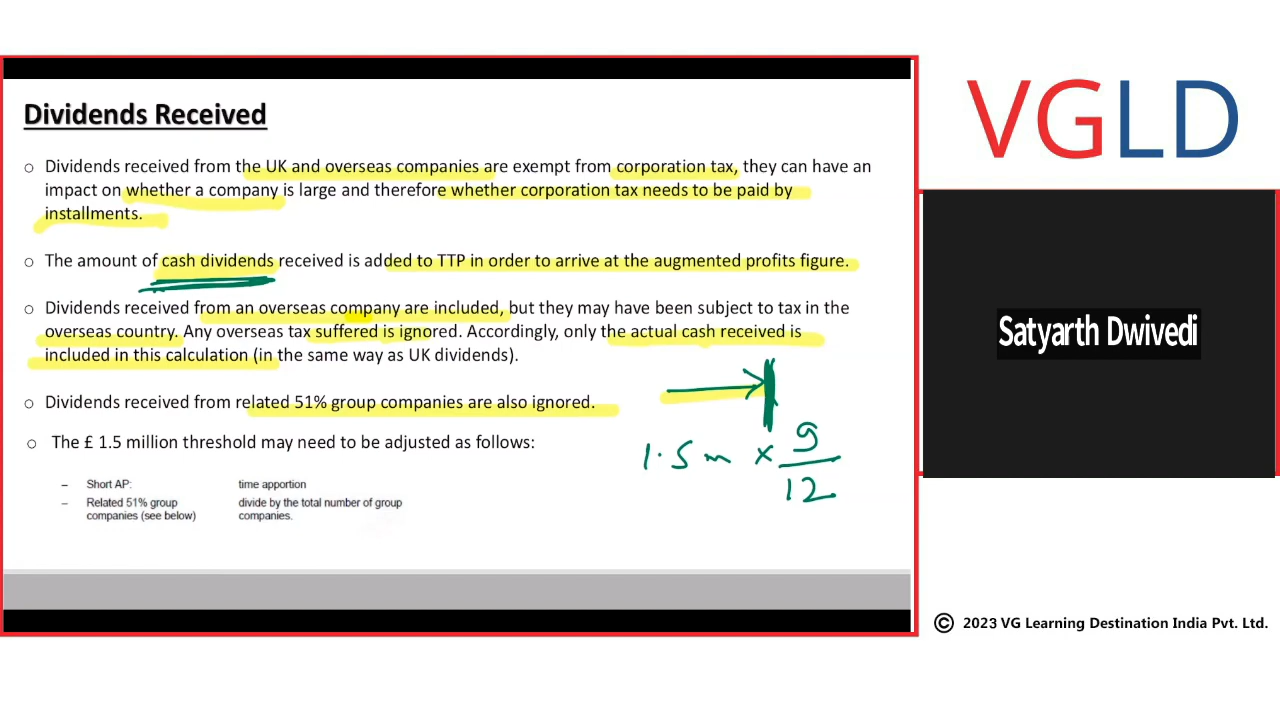 Dividends Received
o Dividends received from the UK and overseas companies are exempt from corporation tax, they can have an
impact on whether a company is large and therefore whether corporation tax needs to be paid by
installments.
o The amount of cash dividends received is added to TTP in order to arrive at the augmented profits figure.
o Dividends received from an overseas company are included, but they may have been subject to tax in the
overseas country. Any overseas tax suffered is ignored. Accordingly, only the actual cash received is
included in this calculation (in the same way as UK dividends).
o Dividends received from related 51% group companies are also ignored.
o The £ 1.5 million threshold may need to be adjusted as follows:
– Short AP: time apportion
– Related 51% group divide by the total number of group
companies (see below) companies.
1.5m x 9
12
VGLD
Satyarth Dwivedi
© 2023 VG Learning Destination India Pvt. Ltd.